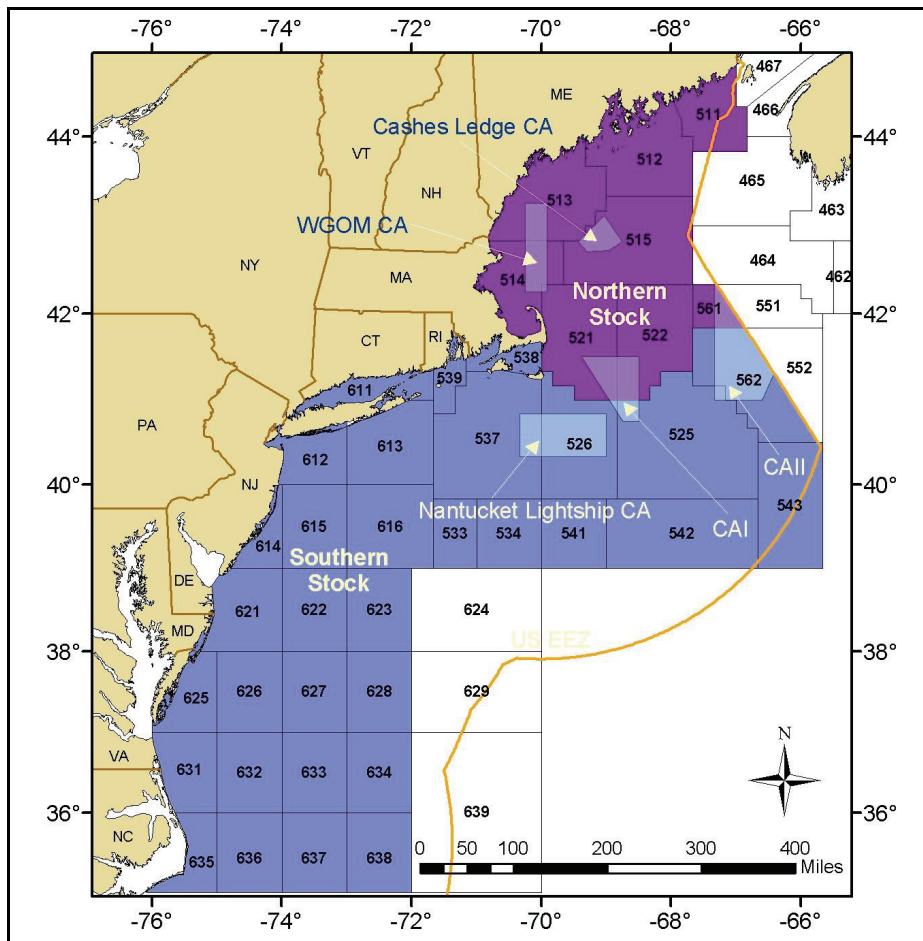 -76° -74° -72° -70° -68° -66°
467
ME
511
466
44°
44°
Cashes Ledge CA
VT
512
465
NH
513
463
WGOM CA
515
NY
464
462
MA
514
Northern
Stock
561
551
42°
42°
CT
RI
538
521
522
552
539
562
611
PA
537
526
525
613
612
CAII
NJ
40°
40°
Nantucket Lightship CA
543
615
616
533
534
541
542
CAI
614
Southern
Stock
DE
621
622
623
624
MD
US EEZ
38°
38°
625
626
627
628
629
N
VA
631
632
633
634
36°
36°
639
NC
635
636
637
638
0 50 100 200 300 400
Miles
-76° -74° -72° -70° -68° -66°